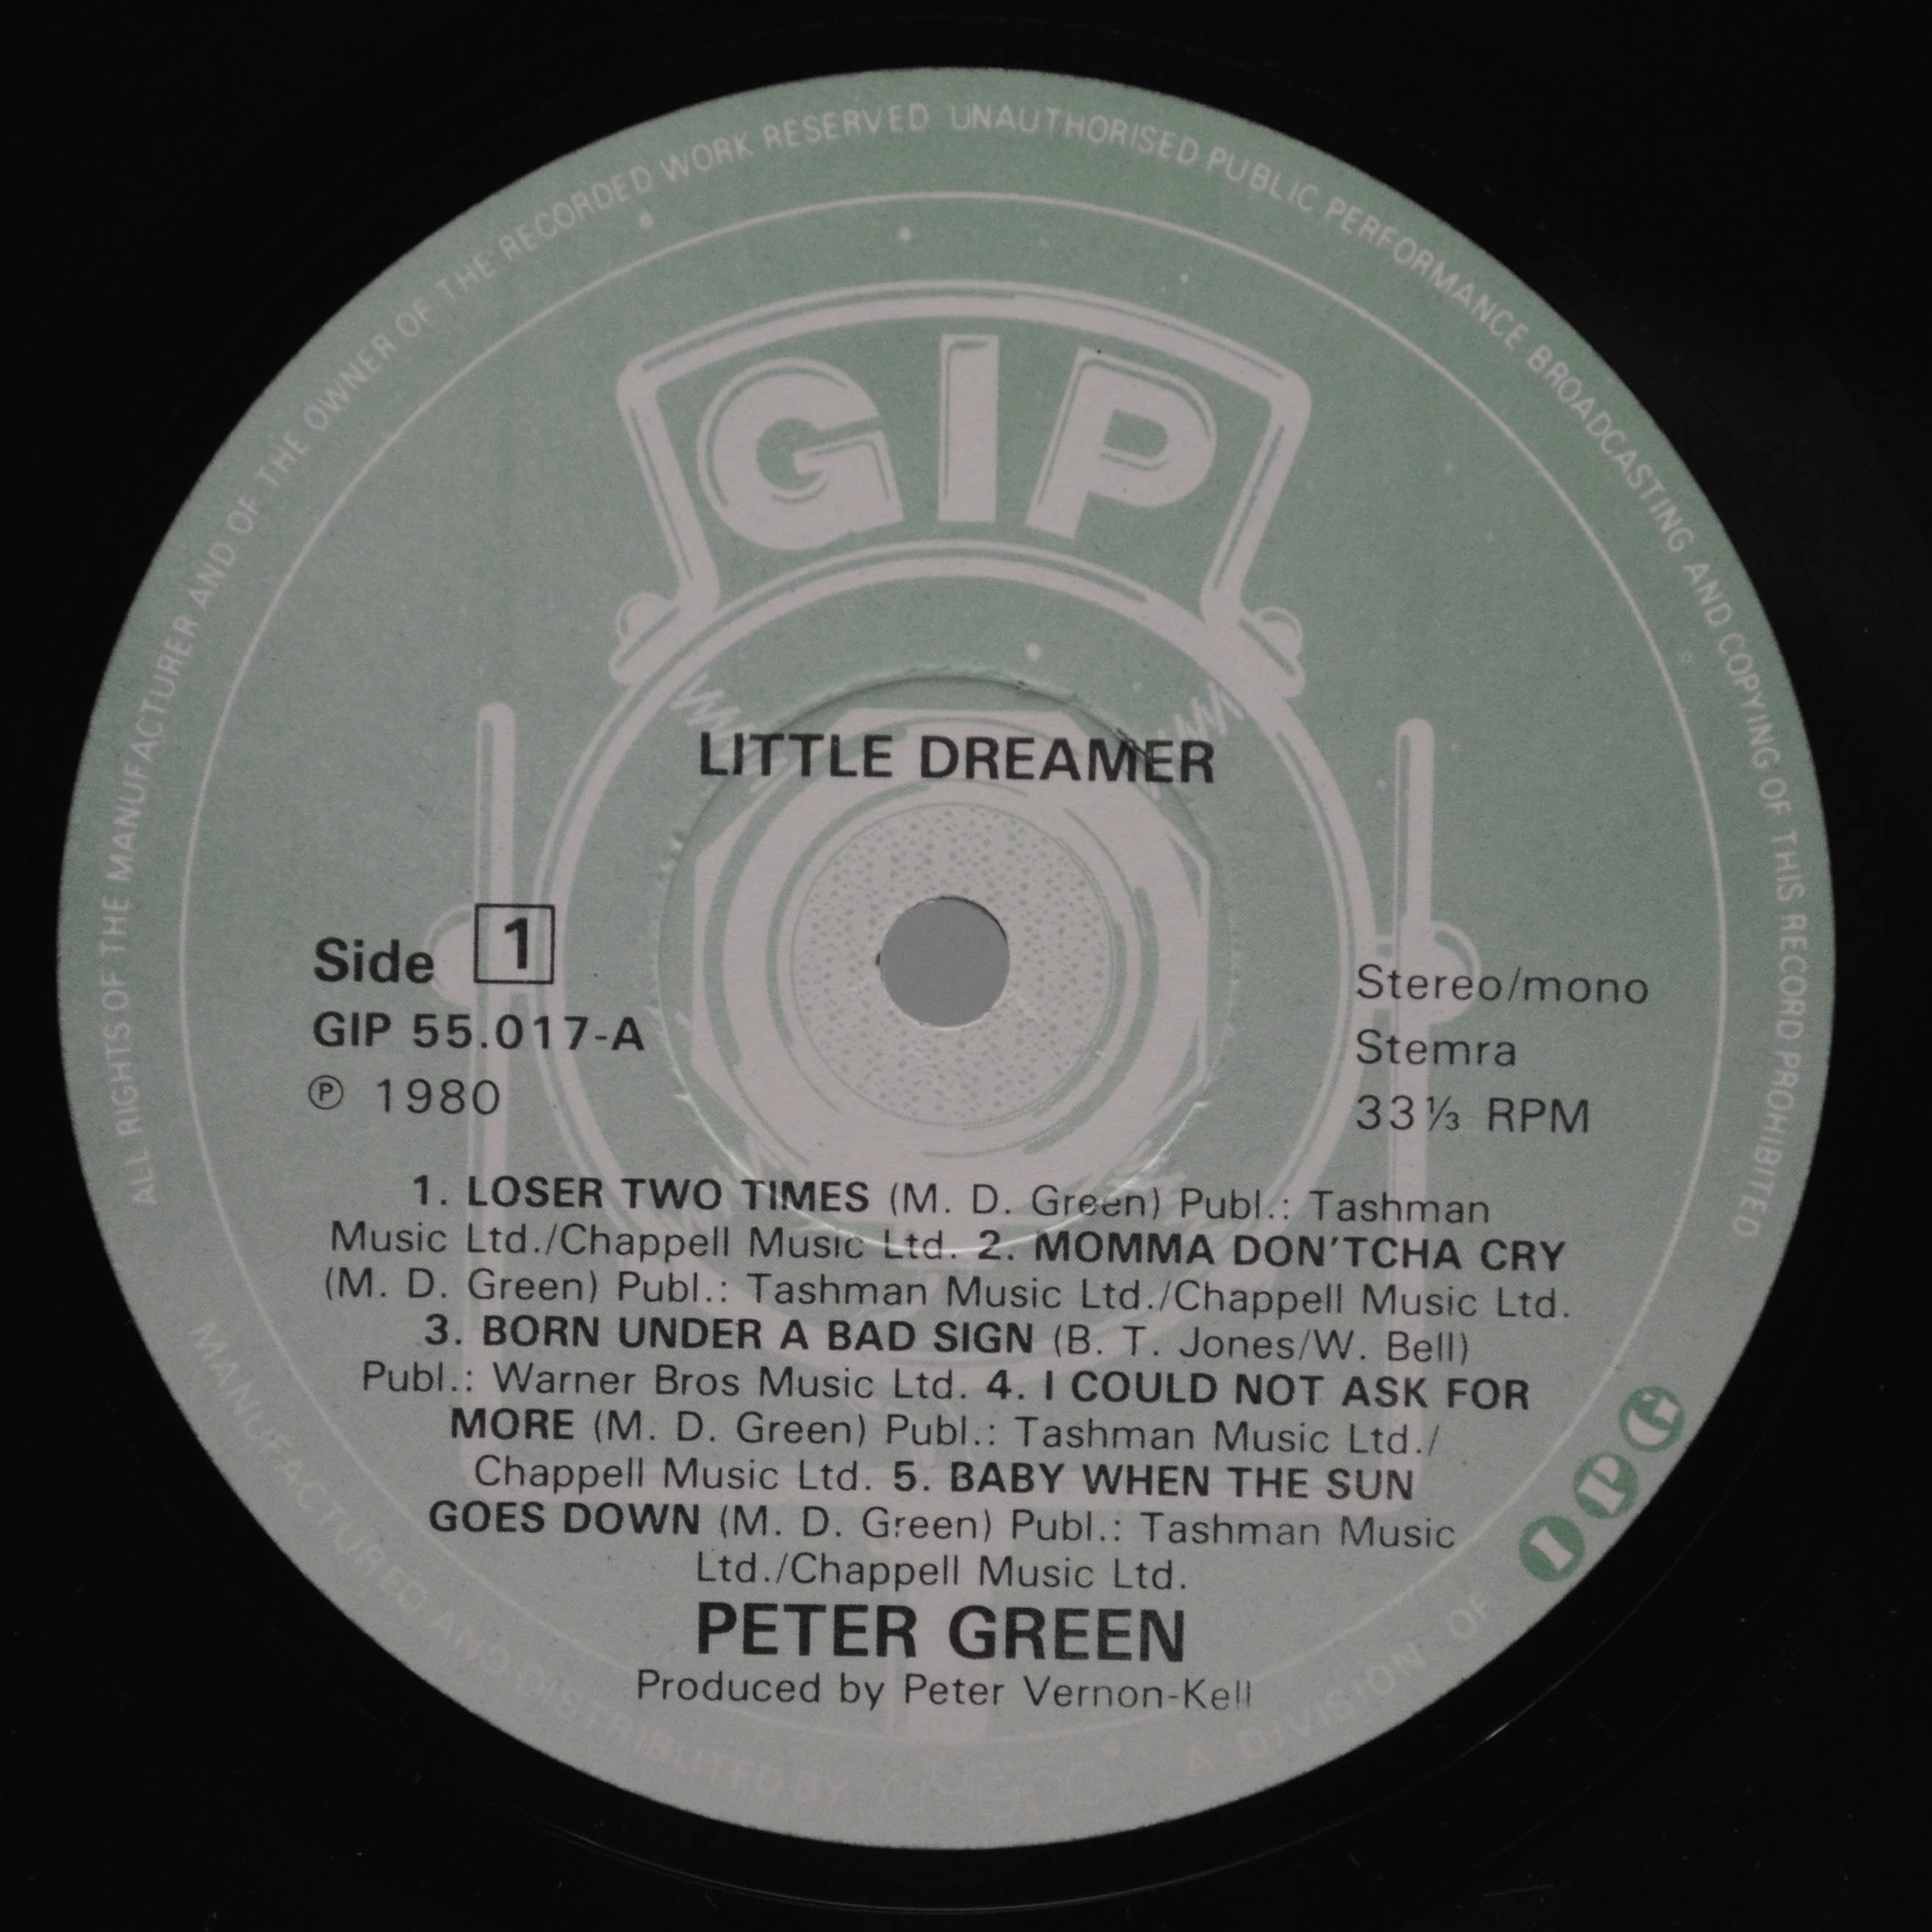 ALL RIGHTS OF THE MANUFACTURER AND OF THE OWNER OF THE RECORDED WORK RESERVED UNAUTHORISED PUBLIC PERFORMANCE BROADCASTING AND COPYING OF THIS RECORD PROHIBITED
GIP
LITTLE DREAMER
Side 1
GIP 55.017-A
℗ 1980
Stereo/mono
Stemra
33⅓ RPM
1. LOSER TWO TIMES (M. D. Green) Publ.: Tashman
Music Ltd./Chappell Music Ltd. 2. MOMMA DON'TCHA CRY
(M. D. Green) Publ.: Tashman Music Ltd./Chappell Music Ltd.
3. BORN UNDER A BAD SIGN (B. T. Jones/W. Bell)
Publ.: Warner Bros Music Ltd. 4. I COULD NOT ASK FOR
MORE (M. D. Green) Publ.: Tashman Music Ltd./
Chappell Music Ltd. 5. BABY WHEN THE SUN
GOES DOWN (M. D. Green) Publ.: Tashman Music
Ltd./Chappell Music Ltd.
PETER GREEN
Produced by Peter Vernon-Kell
MANUFACTURED AND DISTRIBUTED BY
A DIVISION OF IPG